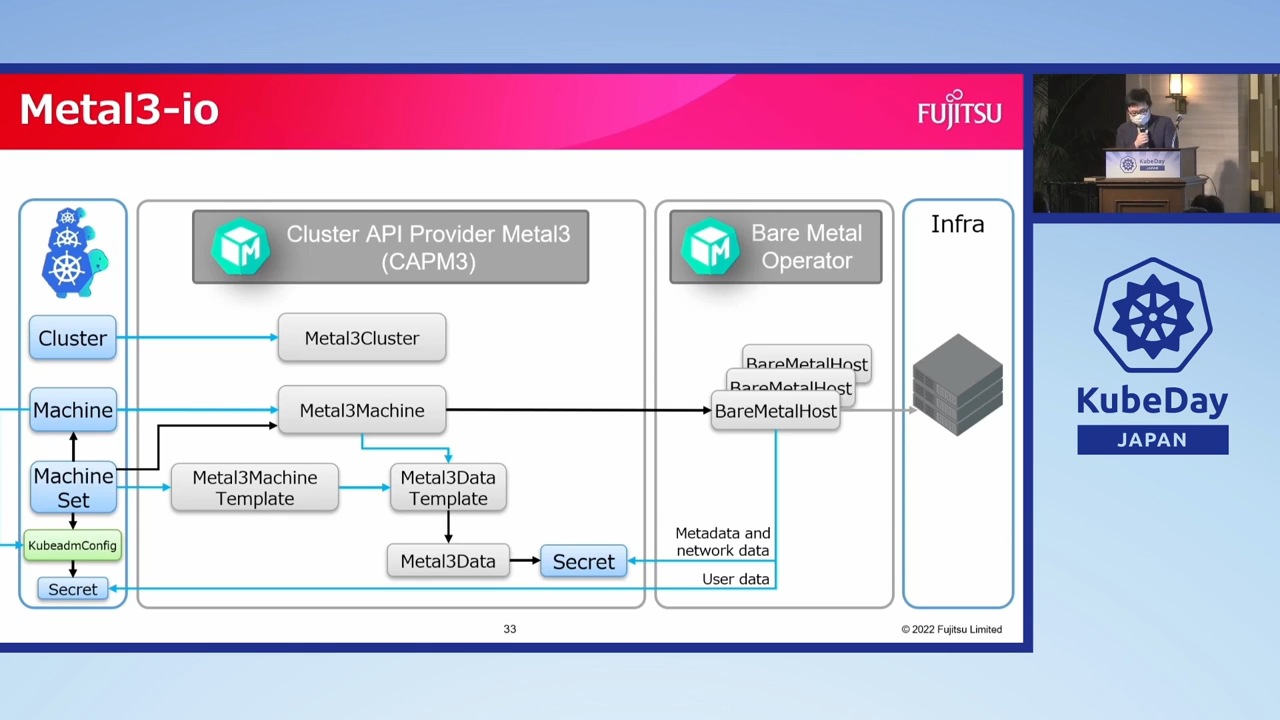 Metal3-io
FUJITSU
Cluster API Provider Metal3
(CAPM3)
Bare Metal
Operator
Infra
Cluster
Metal3Cluster
BareMetalHost
BareMetalHost
Machine
Metal3Machine
BareMetalHost
Machine
Set
Metal3Machine
Template
Metal3Data
Template
KubeadmConfig
Metal3Data
Secret
Metadata and
network data
Secret
User data
33
© 2022 Fujitsu Limited
KubeDay
JAPAN
KubeDay
JAPAN